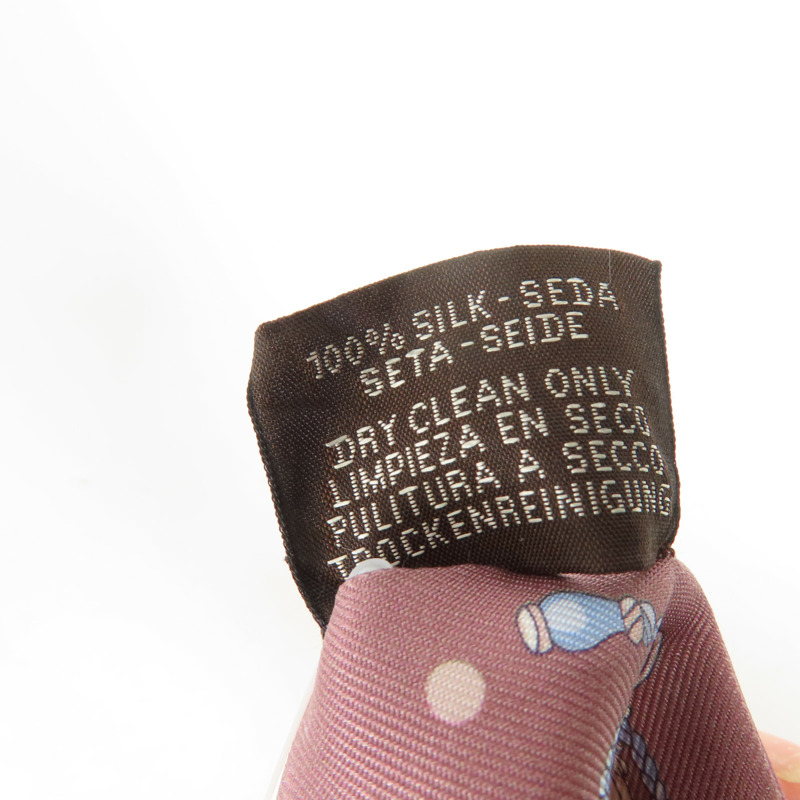 100% SILK - SEDA
SETA - SEIDE
DRY CLEAN ONLY
LIMPIEZA EN SECO
PULITURA A SECCO
TROCKENREINIGUNG